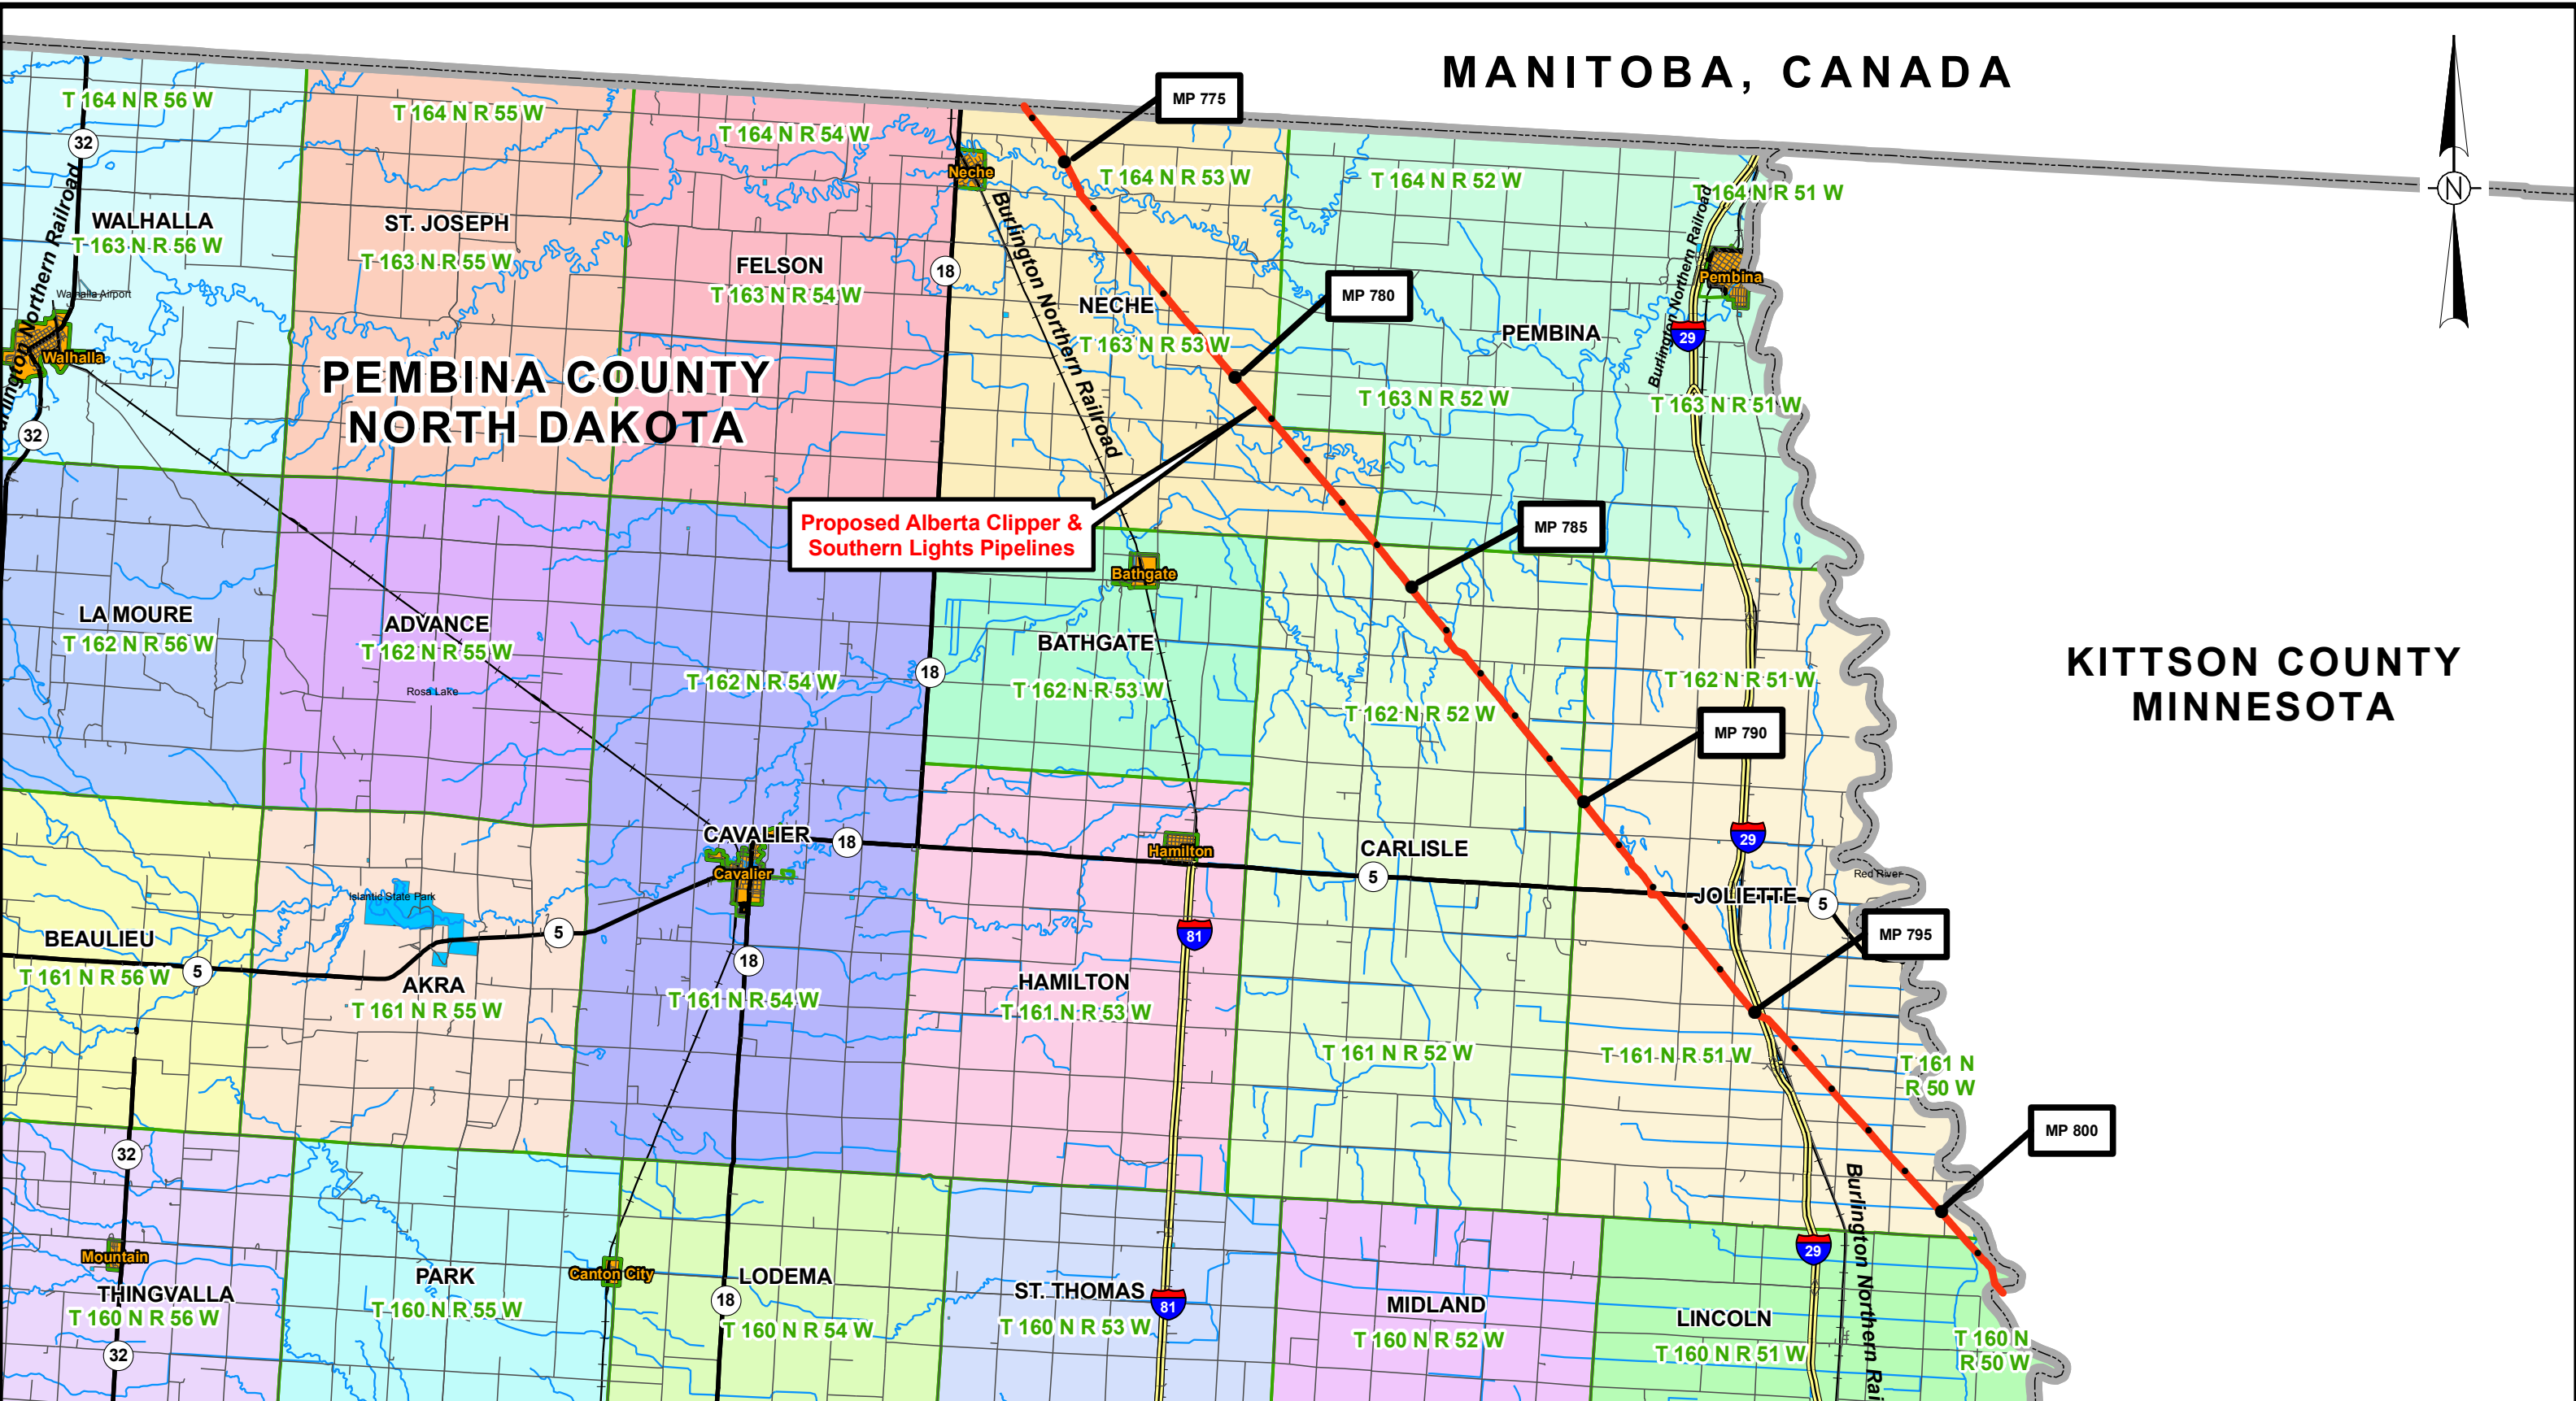 MANITOBA, CANADA
MP 775
T 164 N R 56 W
T 164 N R 55 W
T 164 N R 54 W
32
Neche
T 164 N R 53 W
T 164 N R 52 W
T 164 N R 51 W
N
WALHALLA
T 163 N R 56 W
ST. JOSEPH
T 163 N R 55 W
FELSON
T 163 N R 54 W
18
Burlington Northern Railroad
Northern Railroad
Walhalla Airport
NECHE
T 163 N R 53 W
MP 780
PEMBINA
Burlington Northern Railroad
Pembina
29
Walhalla
PEMBINA COUNTY
NORTH DAKOTA
T 163 N R 52 W
T 163 N R 51 W
32
Proposed Alberta Clipper &
Southern Lights Pipelines
MP 785
Bathgate
LA MOURE
T 162 N R 56 W
ADVANCE
T 162 N R 55 W
Rosa Lake
T 162 N R 54 W
18
BATHGATE
T 162 N R 53 W
T 162 N R 52 W
T 162 N R 51 W
KITTSON COUNTY
MINNESOTA
MP 790
CAVALIER
18
Cavalier
Hamilton
CARLISLE
5
29
JOLIETTE
5
Red River
Islantic State Park
BEAULIEU
T 161 N R 56 W
5
5
AKRA
T 161 N R 55 W
18
T 161 N R 54 W
81
HAMILTON
T 161 N R 53 W
MP 795
T 161 N R 52 W
T 161 N R 51 W
T 161 N
R 50 W
MP 800
32
Mountain
THINGVALLA
T 160 N R 56 W
32
PARK
T 160 N R 55 W
Canton City
LODEMA
18
T 160 N R 54 W
ST. THOMAS
81
T 160 N R 53 W
MIDLAND
T 160 N R 52 W
LINCOLN
T 160 N R 51 W
29
Burlington Northern Rai
T 160 N
R 50 W